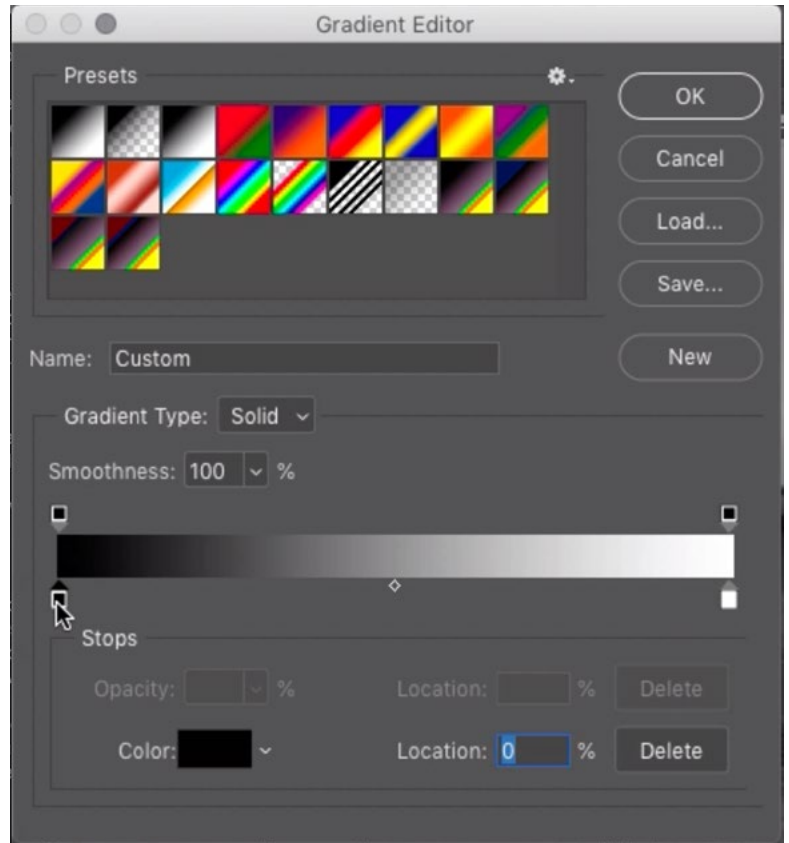 Gradient Editor
Presets
OK
Cancel
Load...
Save...
Name: Custom
New
Gradient Type: Solid
Smoothness: 100 %
Stops
Opacity: % Location: % Delete
Color: Location: 0 % Delete